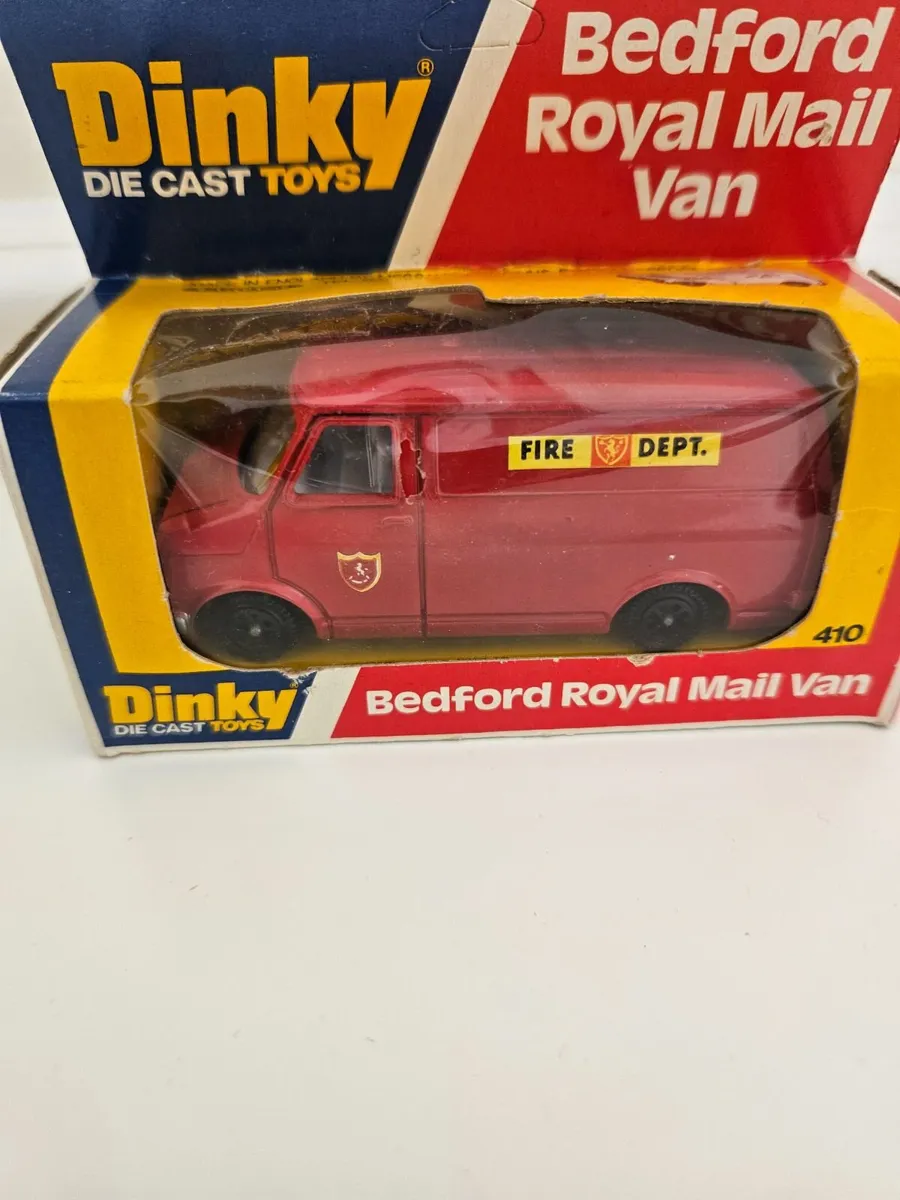 Dinky®
DIE CAST TOYS
Bedford
Royal Mail
Van
FIRE DEPT.
410
Dinky
DIE CAST TOYS
Bedford Royal Mail Van